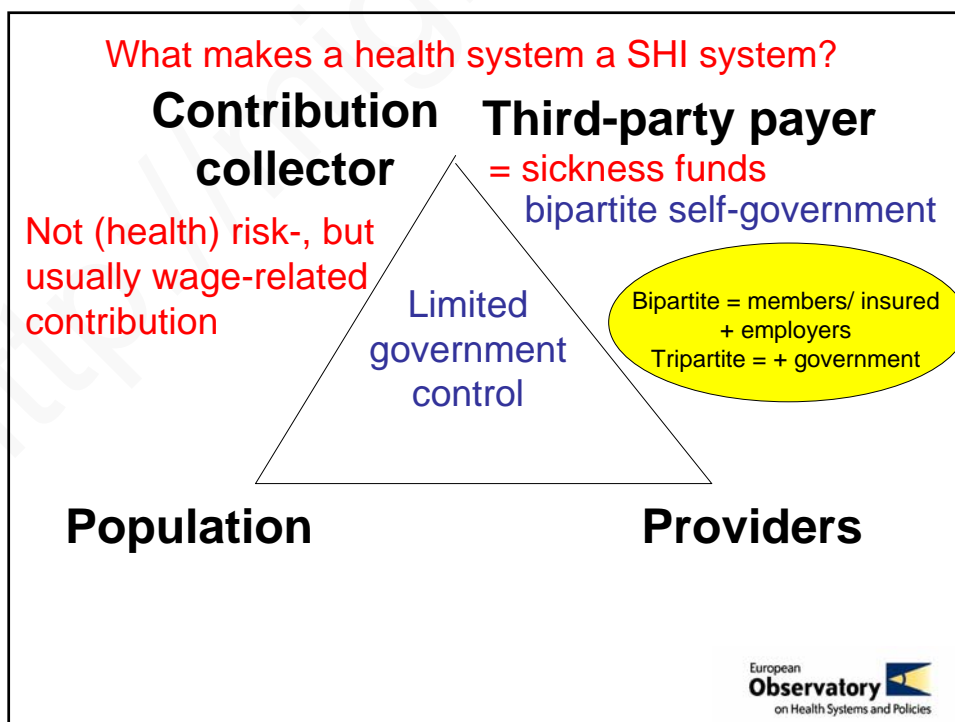 What makes a health system a SHI system?
Contribution
collector
Third-party payer
= sickness funds
bipartite self-government
Not (health) risk-, but
usually wage-related
contribution
Limited
government
control
Bipartite = members/ insured
+ employers
Tripartite = + government
Population
Providers
European
Observatory
on Health Systems and Policies